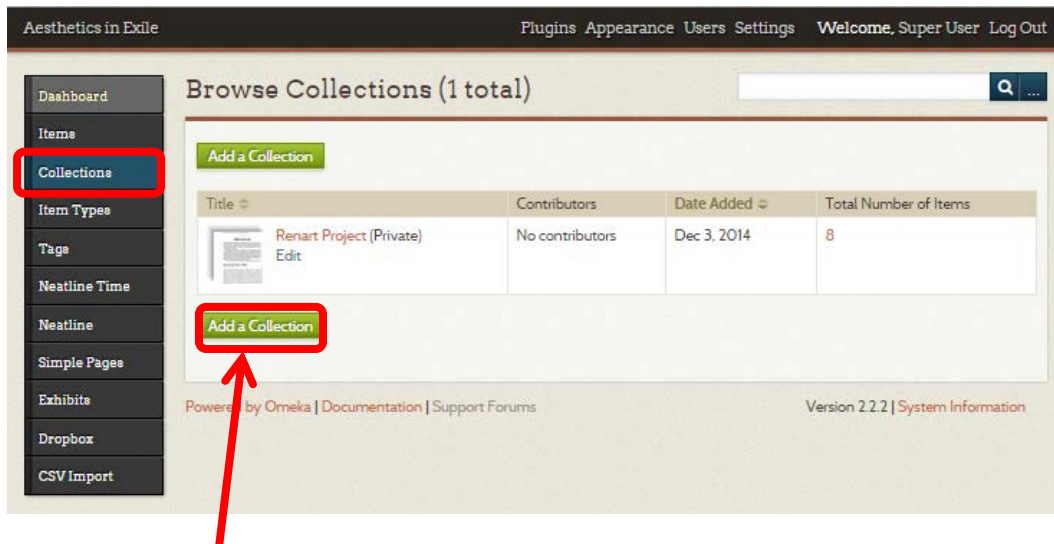 Aesthetics in Exile Plugins Appearance Users Settings Welcome, Super User Log Out
Dashboard
Items
Collections
Item Types
Tags
Neatline Time
Neatline
Simple Pages
Exhibits
Dropbox
CSV Import
Browse Collections (1 total)
...
Add a Collection
Title Contributors Date Added Total Number of Items
Renart Project (Private) No contributors Dec 3, 2014 8
Edit
Add a Collection
Powered by Omeka | Documentation | Support Forums Version 2.2.2 | System Information